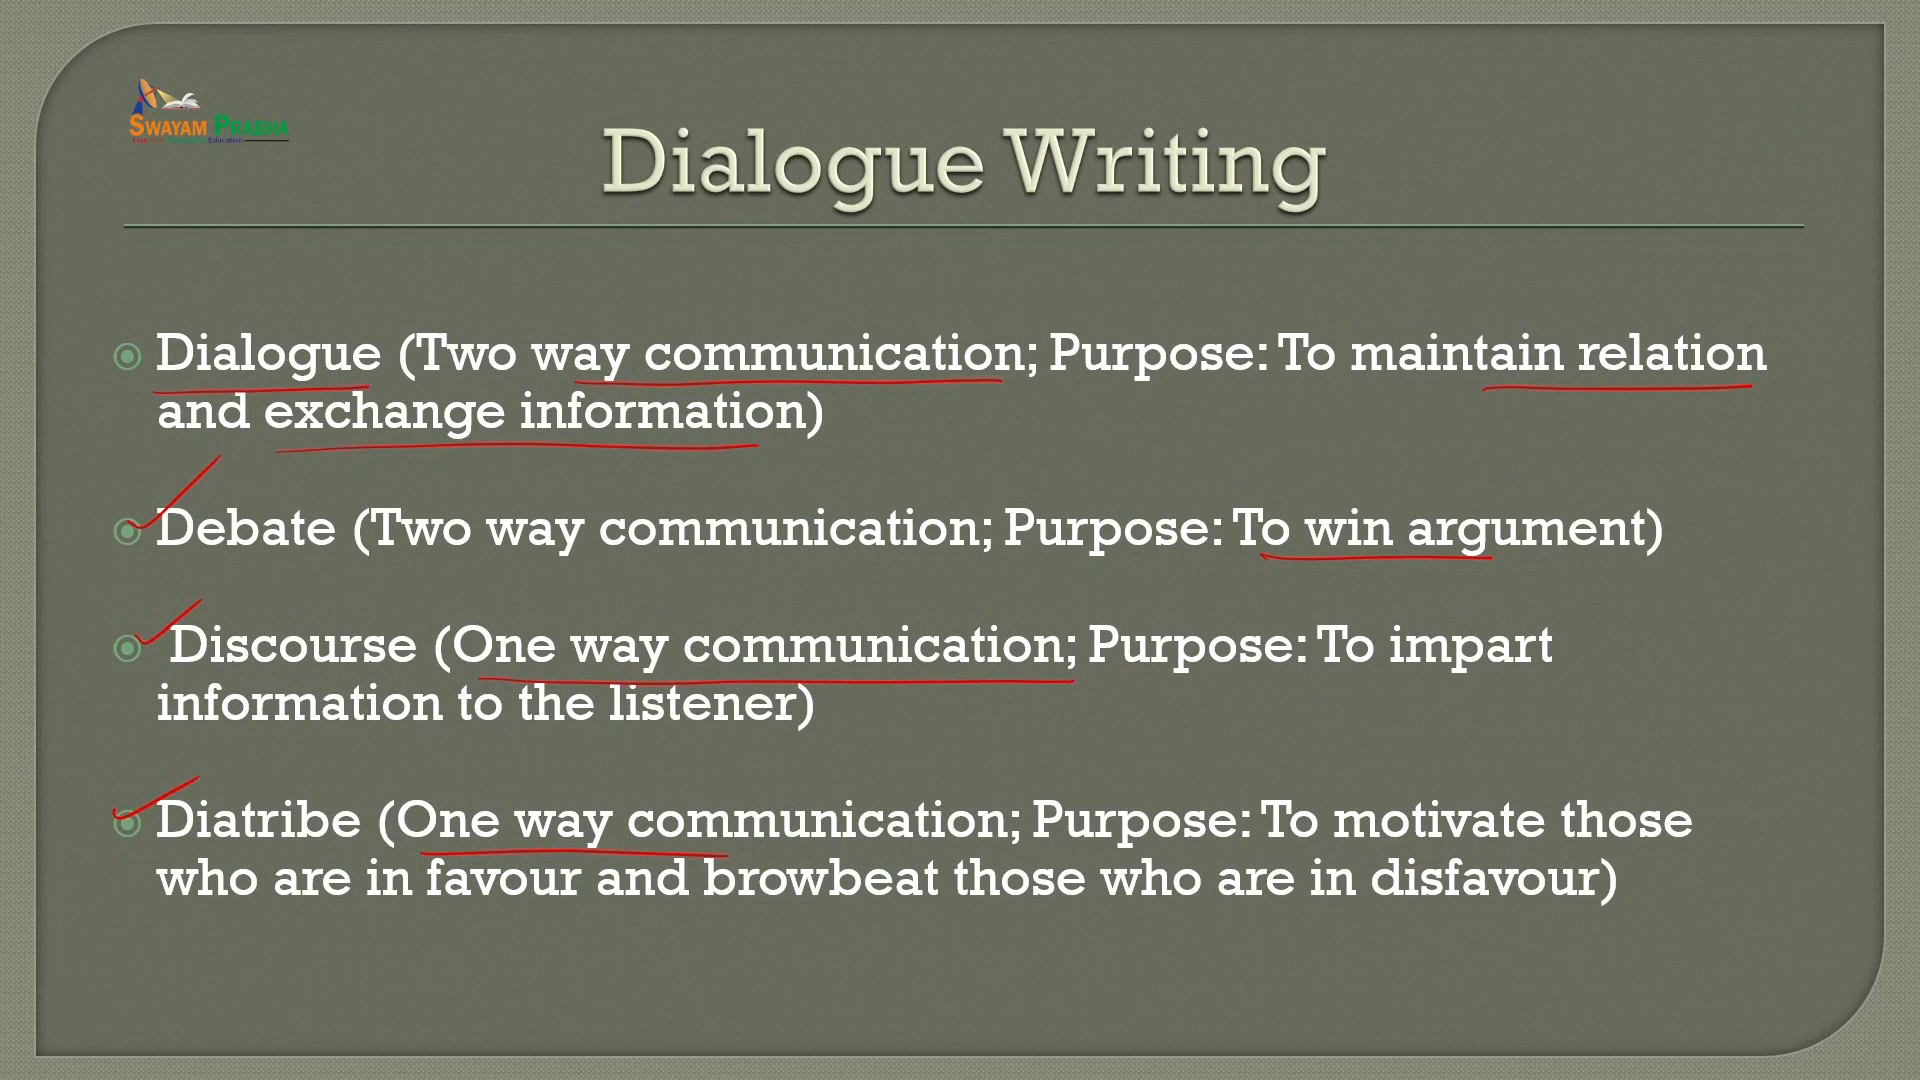 SWAYAM PRABHA
Education
Dialogue Writing
Dialogue (Two way communication; Purpose: To maintain relation
and exchange information)
Debate (Two way communication; Purpose: To win argument)
Discourse (One way communication; Purpose: To impart
information to the listener)
Diatribe (One way communication; Purpose: To motivate those
who are in favour and browbeat those who are in disfavour)